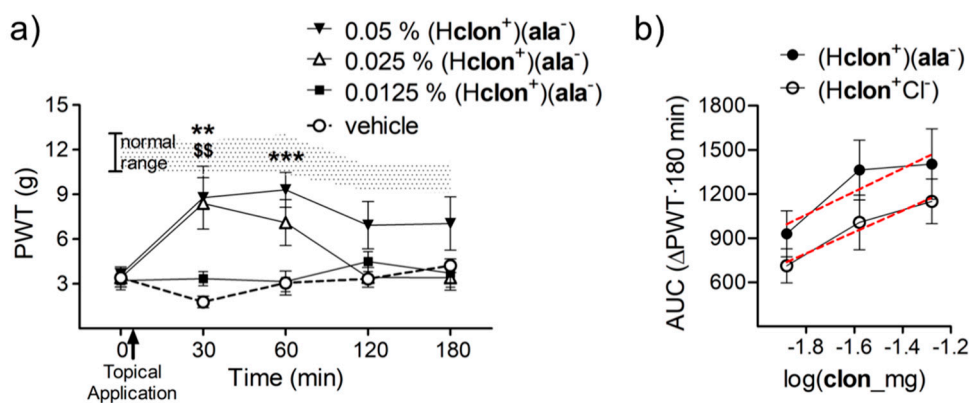 a)
0.05 % (Hclon⁺)(ala⁻)
0.025 % (Hclon⁺)(ala⁻)
0.0125 % (Hclon⁺)(ala⁻)
vehicle
15
12
9
6
3
PWT (g)
normal
range
**
$$
***
0
30
60
120
180
Topical
Application
Time (min)
b)
(Hclon⁺)(ala⁻)
(Hclon⁺Cl⁻)
1800
1500
1200
900
600
AUC (ΔPWT·180 min)
-1.8
-1.6
-1.4
-1.2
log(clon_mg)